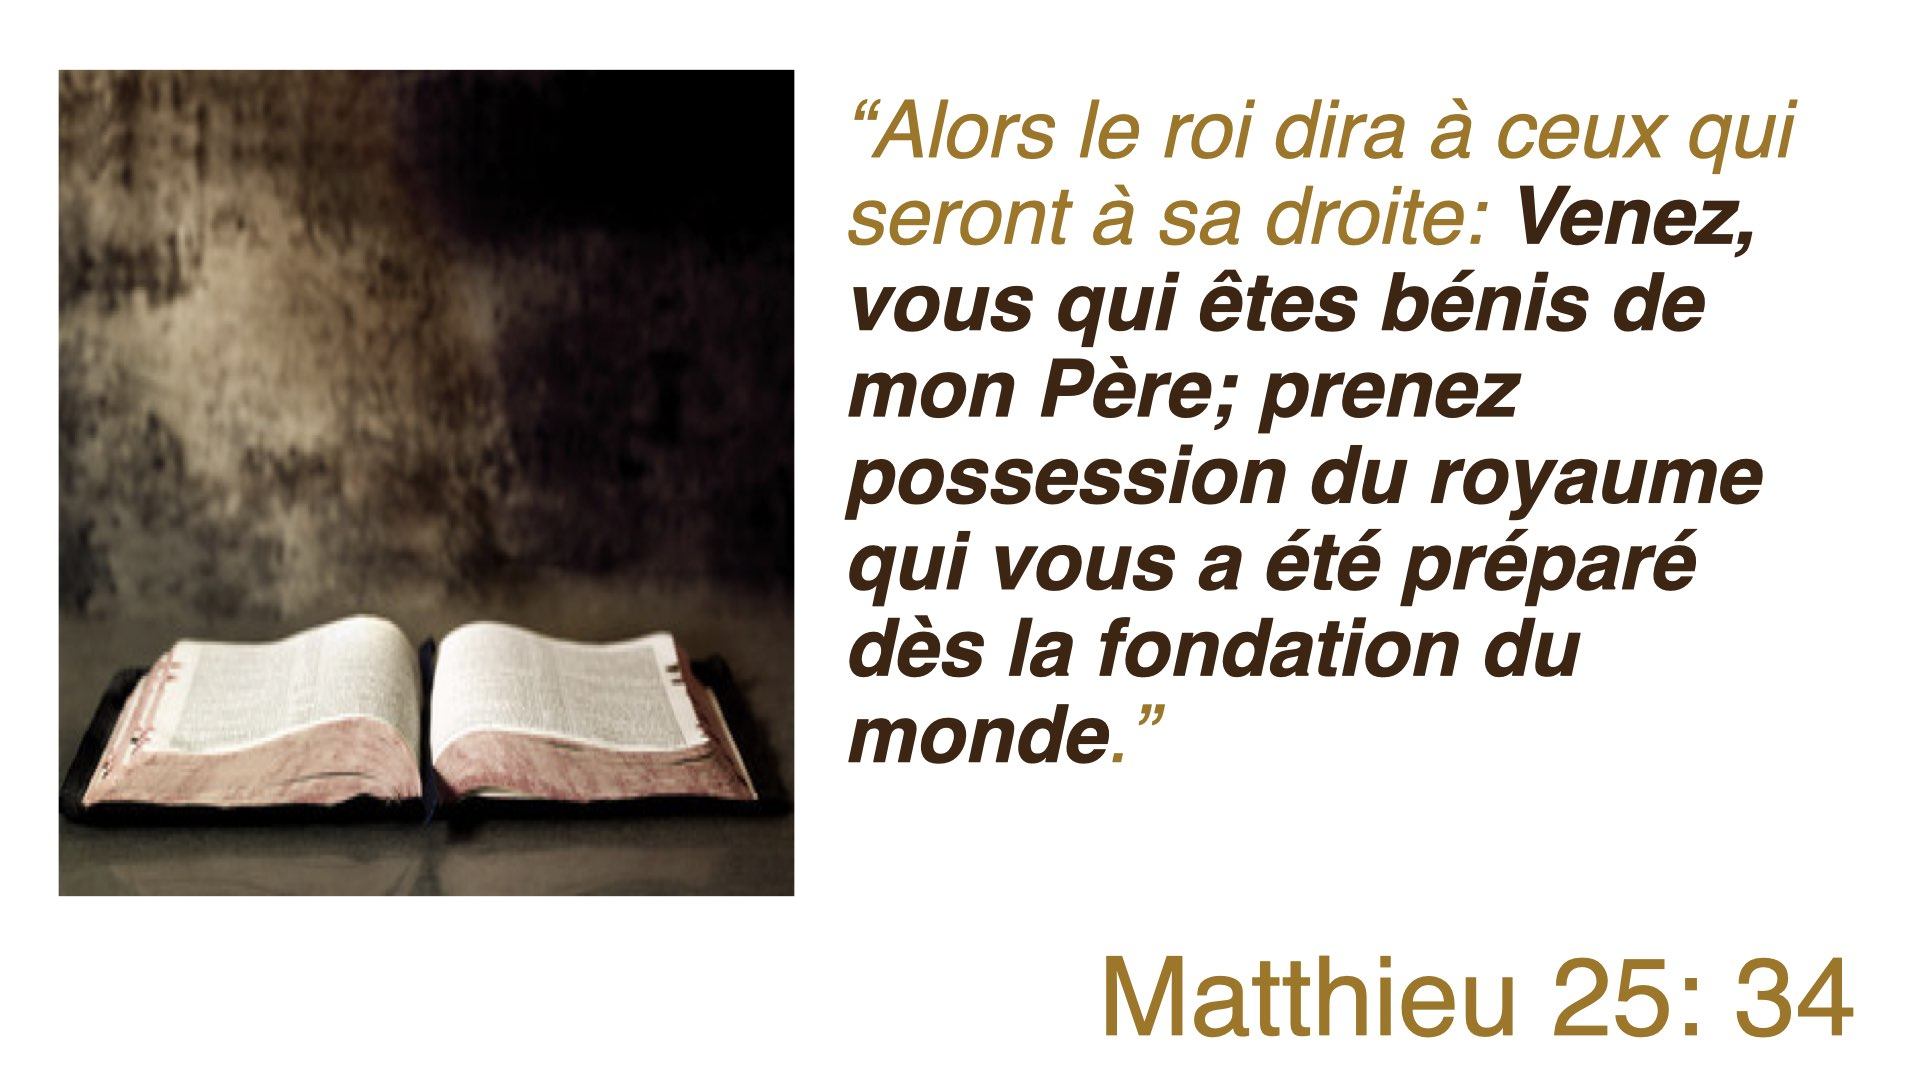 “Alors le roi dira à ceux qui
seront à sa droite: Venez,
vous qui êtes bénis de
mon Père; prenez
possession du royaume
qui vous a été préparé
dès la fondation du
monde.”
Matthieu 25: 34